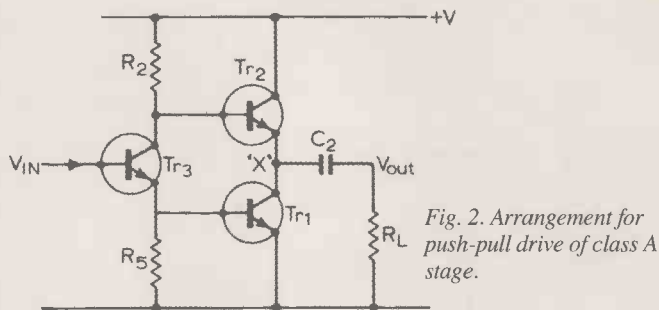 +V
R2
Tr2
C2
VIN
Tr3
'X'
Vout
Tr1
RL
R5
Fig. 2. Arrangement for
push-pull drive of class A
stage.